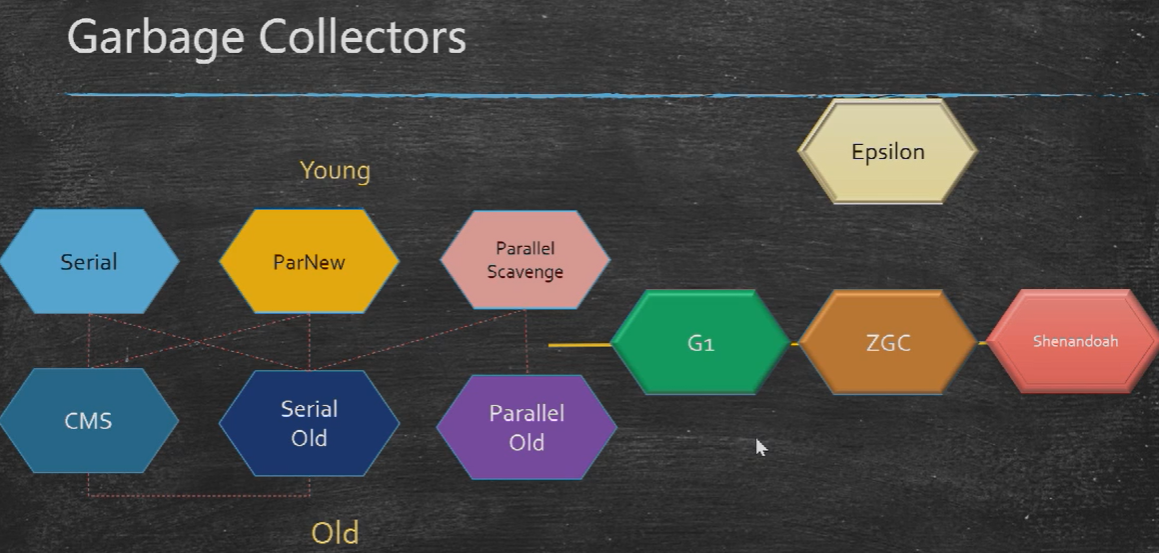 Garbage Collectors
Epsilon
Young
Serial
ParNew
Parallel
Scavenge
G1
ZGC
Shenandoah
CMS
Serial
Old
Parallel
Old
Old